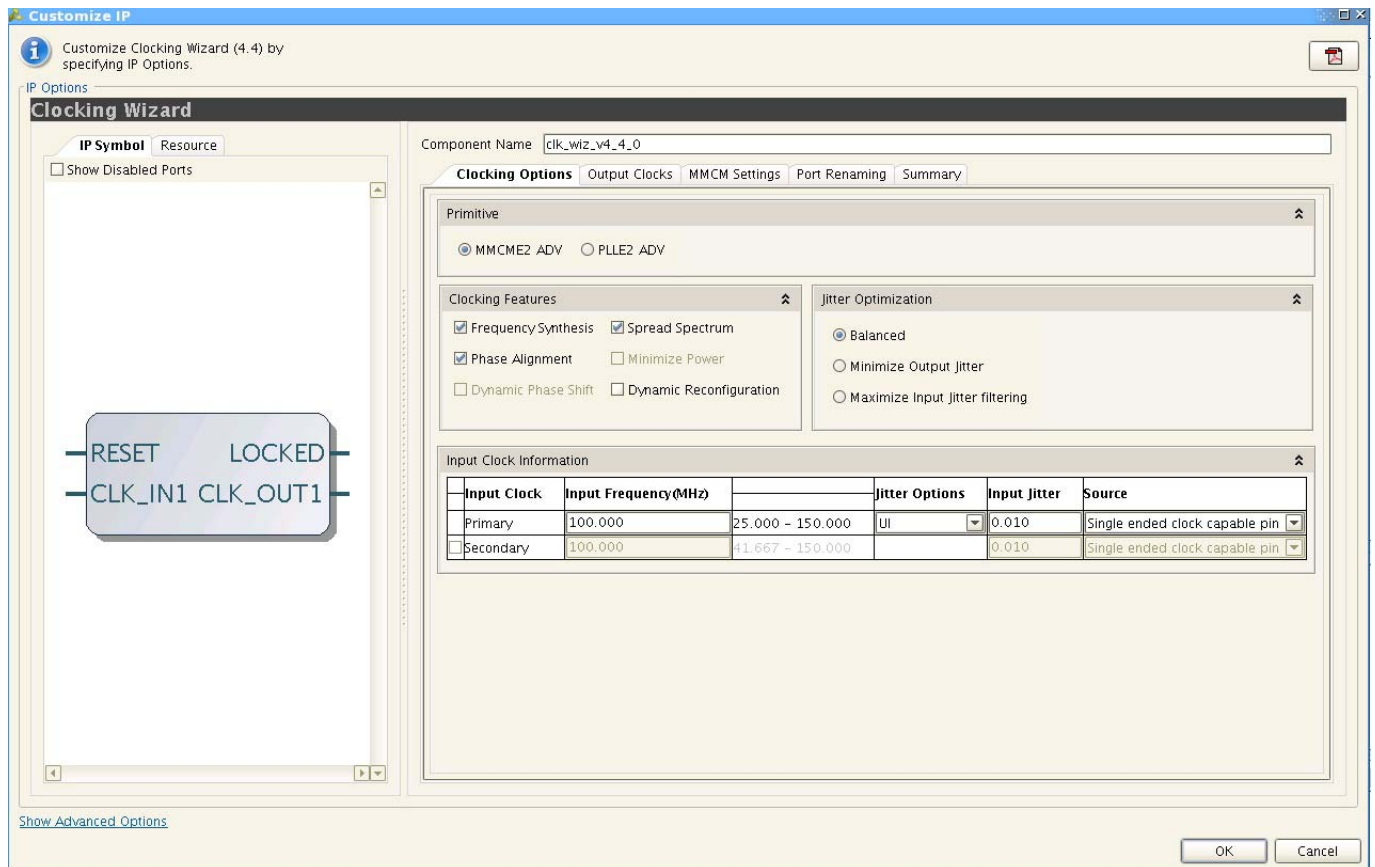 Customize IP
Customize Clocking Wizard (4.4) by
specifying IP Options.
IP Options
Clocking Wizard
IP Symbol Resource
Show Disabled Ports
RESET LOCKED
CLK_IN1 CLK_OUT1
Component Name clk_wiz_v4_4_0
Clocking Options Output Clocks MMCM Settings Port Renaming Summary
Primitive
MMCME2 ADV PLLE2 ADV
Clocking Features
Frequency Synthesis Spread Spectrum
Phase Alignment Minimize Power
Dynamic Phase Shift Dynamic Reconfiguration
Jitter Optimization
Balanced
Minimize Output Jitter
Maximize Input Jitter filtering
Input Clock Information
Input Clock Input Frequency(MHz) Jitter Options Input Jitter Source
Primary 100.000 25.000 - 150.000 UI 0.010 Single ended clock capable pin
Secondary 100.000 41.667 - 150.000 0.010 Single ended clock capable pin
Show Advanced Options
OK Cancel